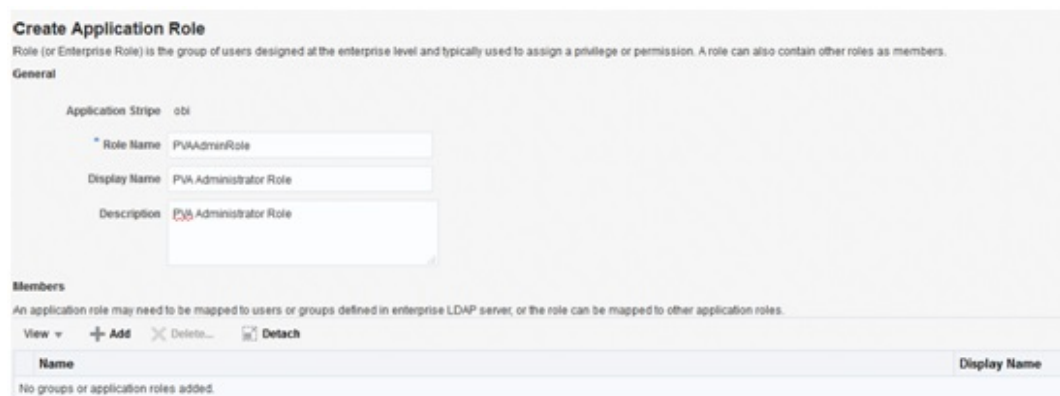 Create Application Role
Role (or Enterprise Role) is the group of users designed at the enterprise level and typically used to assign a privilege or permission. A role can also contain other roles as members.
General
Application Stripe obi
* Role Name PVAAdminRole
Display Name PVA Administrator Role
Description PVA Administrator Role
Members
An application role may need to be mapped to users or groups defined in enterprise LDAP server, or the role can be mapped to other application roles.
View Add Delete... Detach
Name Display Name
No groups or application roles added.